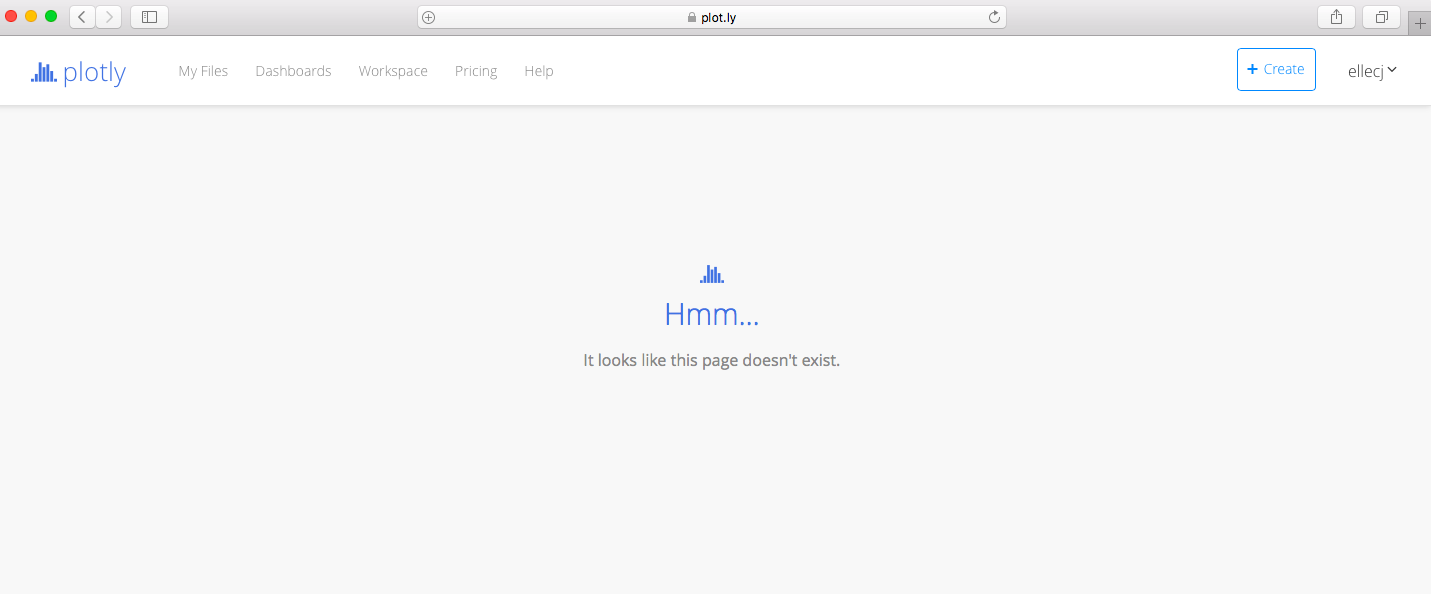 plot.ly
plotly My Files Dashboards Workspace Pricing Help + Create ellecj
Hmm...
It looks like this page doesn't exist.